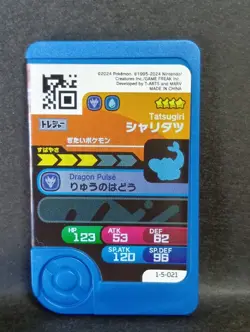 ©2024 Pokémon. ©1995-2024 Nintendo/
Creatures Inc./GAME FREAK inc.
Developed by T-ARTS and MARV
MADE IN CHINA
トレジャー
Tatsugiri
シャリタツ
ぎたいポケモン
すばやさ
Dragon Pulse
りゅうのはどう
HP 123
ATK 53
DEF 62
SP.ATK 120
SP.DEF 96
1-5-021